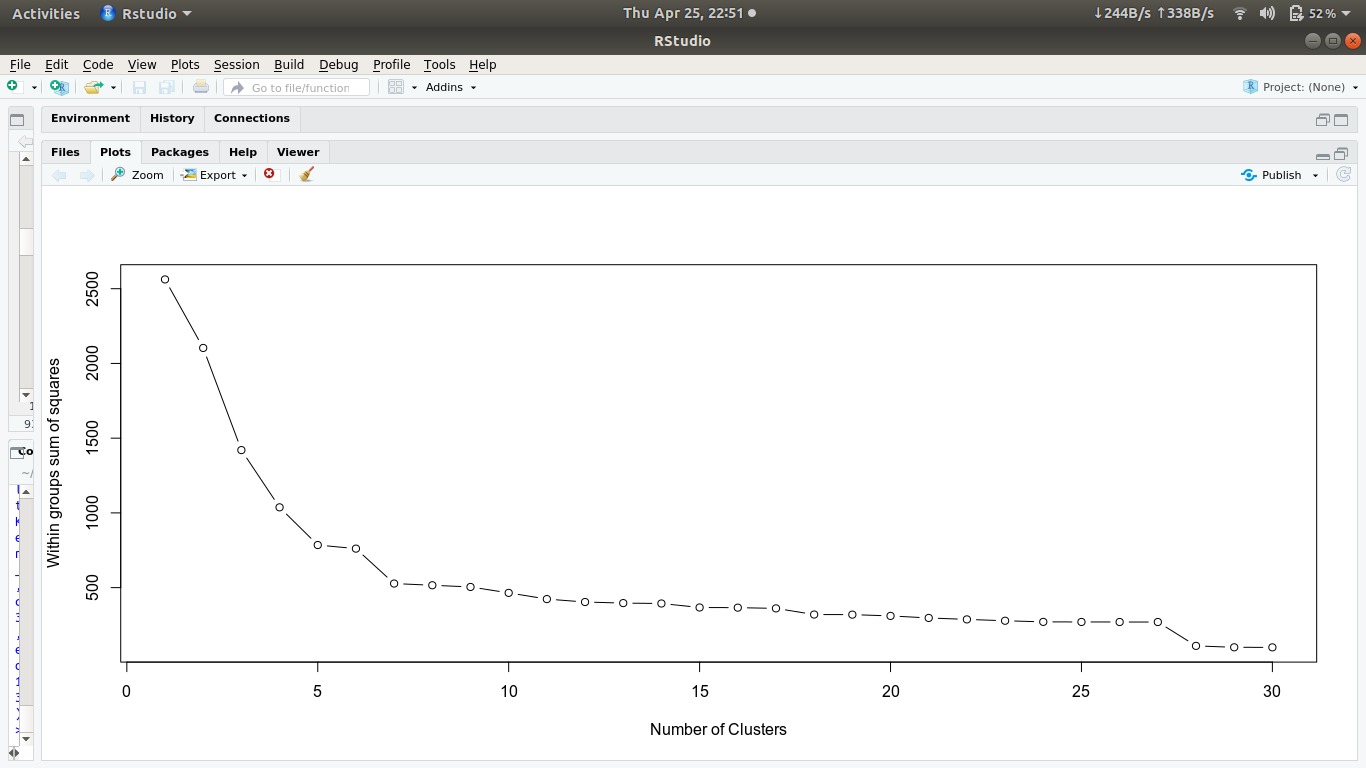 Activities Rstudio Thu Apr 25, 22:51 ↓244B/s ↑338B/s 52%
RStudio
File Edit Code View Plots Session Build Debug Profile Tools Help
Go to file/function Addins Project: (None)
Environment History Connections
Files Plots Packages Help Viewer
Zoom Export Publish
Within groups sum of squares
2500
2000
1500
1000
500
0 5 10 15 20 25 30
Number of Clusters